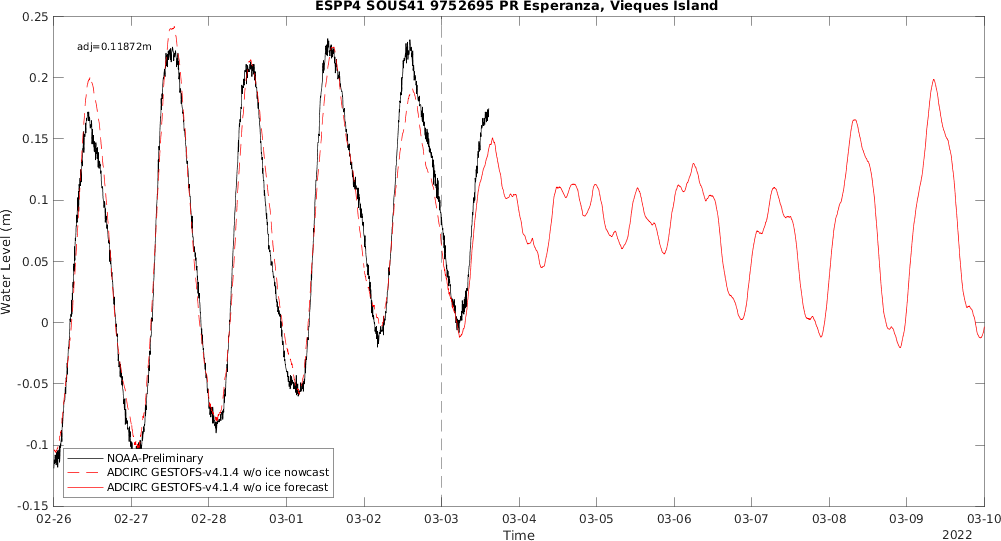 ESPP4 SOUS41 9752695 PR Esperanza, Vieques Island
adj=0.11872m
0.25
0.2
0.15
0.1
0.05
0
-0.05
-0.1
-0.15
Water Level (m)
NOAA-Preliminary
ADCIRC GESTOFS-v4.1.4 w/o ice nowcast
ADCIRC GESTOFS-v4.1.4 w/o ice forecast
02-26 02-27 02-28 03-01 03-02 03-03 03-04 03-05 03-06 03-07 03-08 03-09 03-10
Time
2022